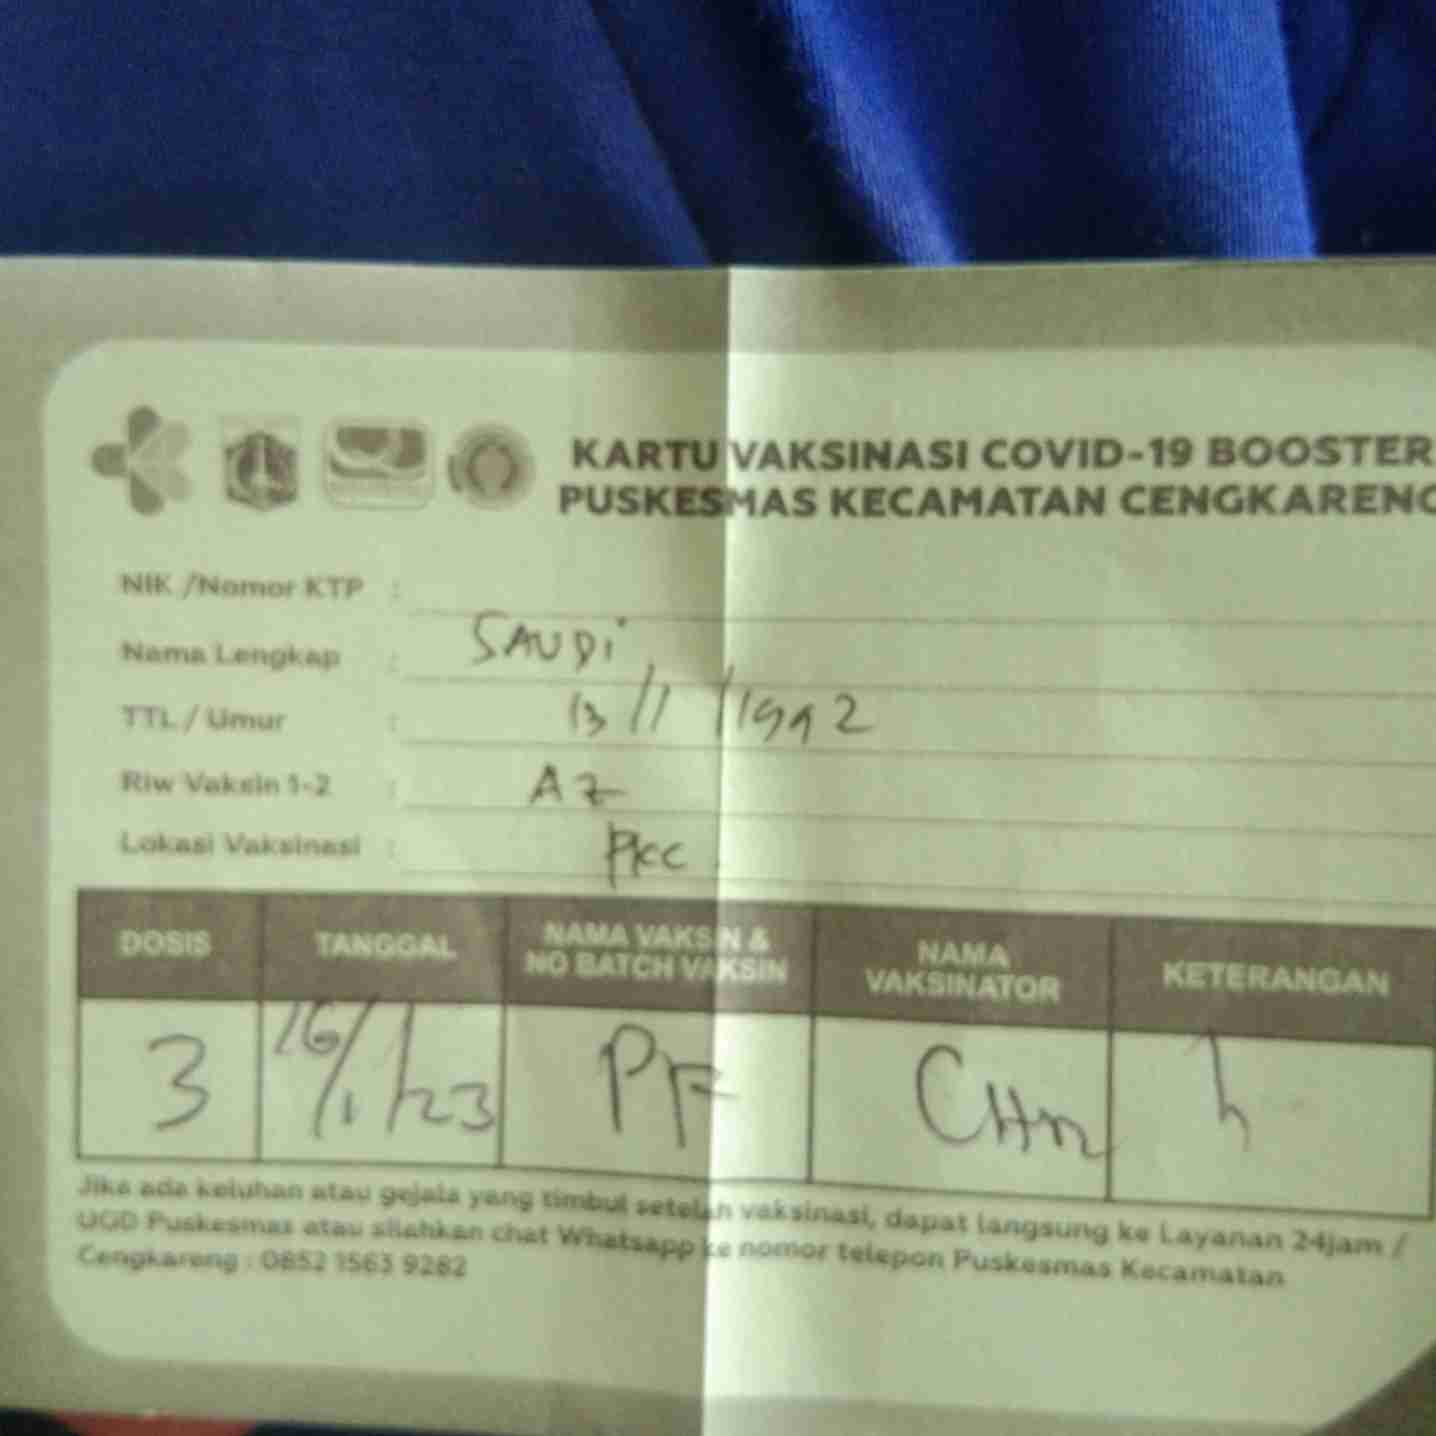 KARTU VAKSINASI COVID-19 BOOSTER
PUSKESMAS KECAMATAN CENGKARENG
NIK /Nomor KTP :
Nama Lengkap : SAUDi
TTL / Umur : 13 / 1 / 1992
Riw Vaksin 1-2 : AZ
Lokasi Vaksinasi : PKC
DOSIS TANGGAL NAMA VAKSIN & NO BATCH VAKSIN NAMA VAKSINATOR KETERANGAN
3 16/1/23 PF
Jika ada keluhan atau gejala yang timbul setelah vaksinasi, dapat langsung ke Layanan 24jam /
UGD Puskesmas atau silahkan chat Whatsapp ke nomor telepon Puskesmas Kecamatan
Cengkareng : 0852 1563 9282